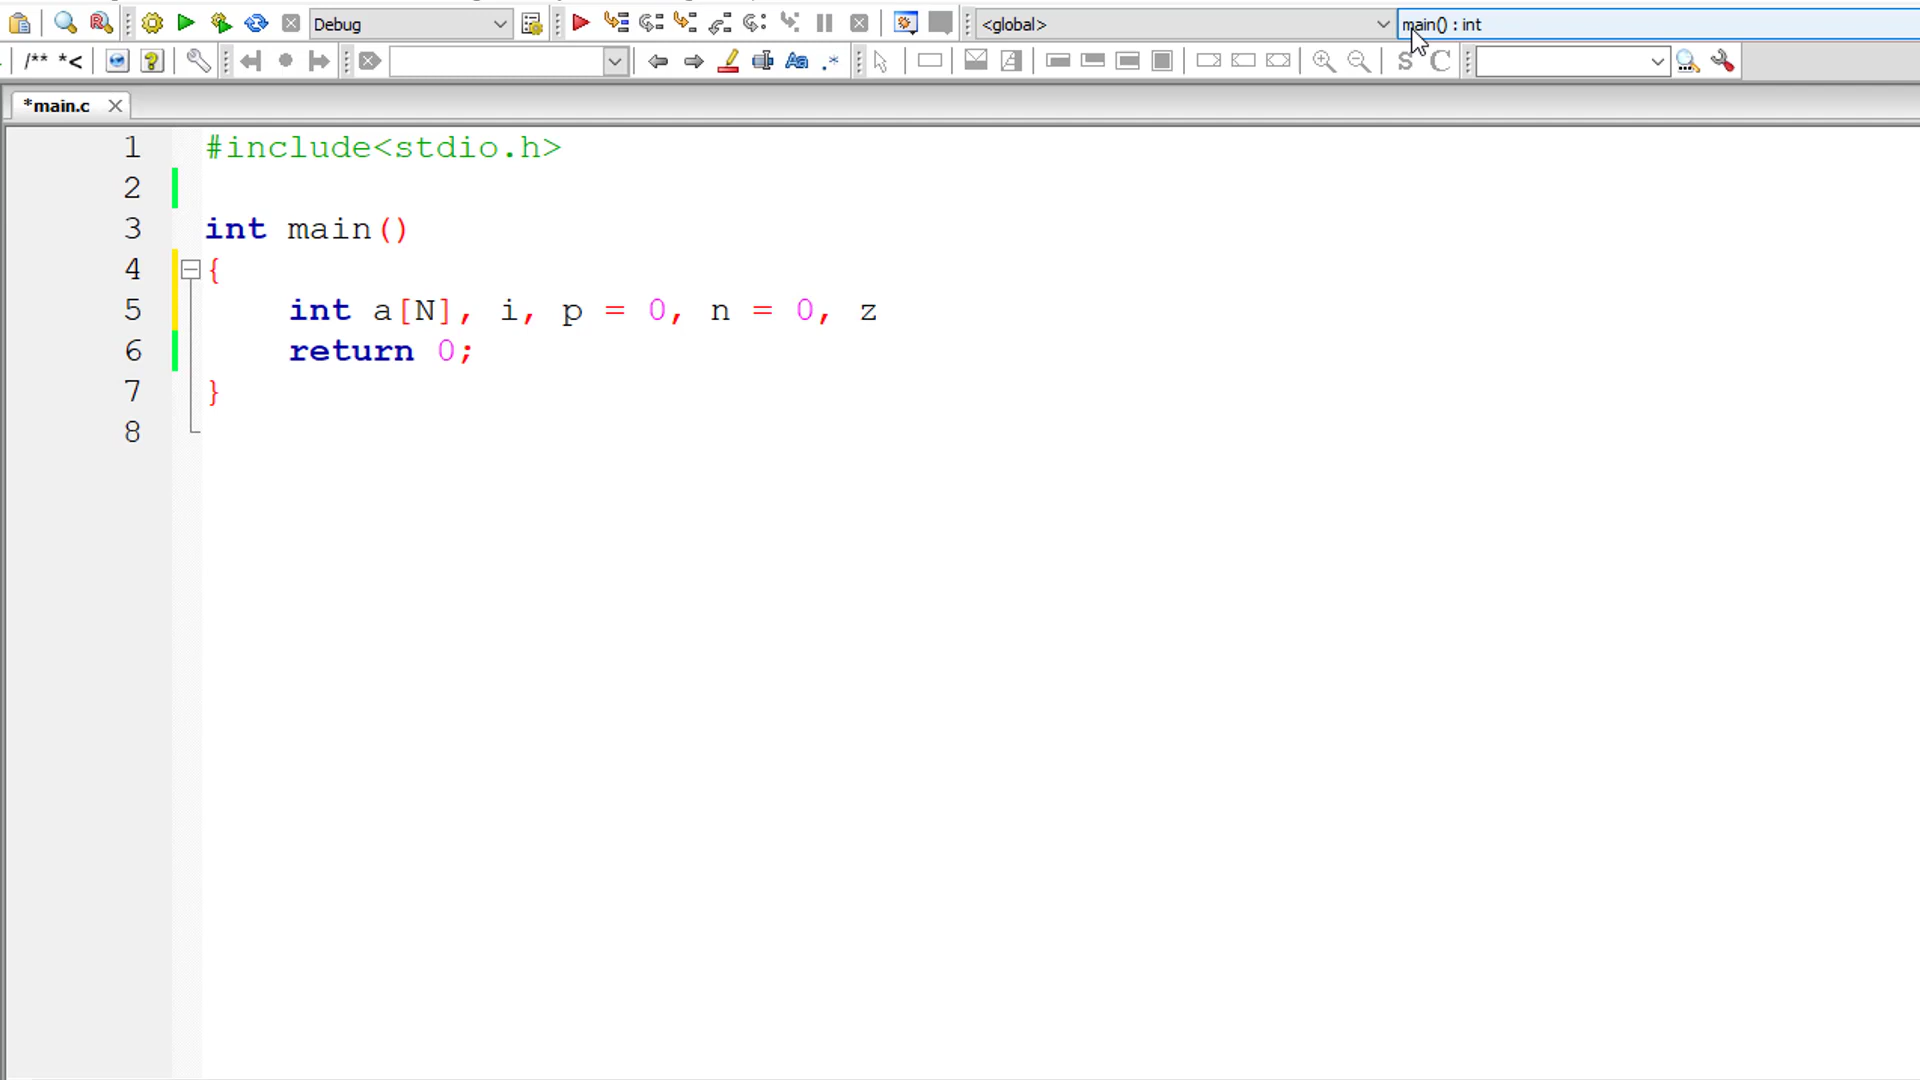 Debug
<global>
main() : int
/** *<
Aa
.*
S
C
*main.c
1 #include<stdio.h>
2
3 int main()
4 {
5 int a[N], i, p = 0, n = 0, z
6 return 0;
7 }
8